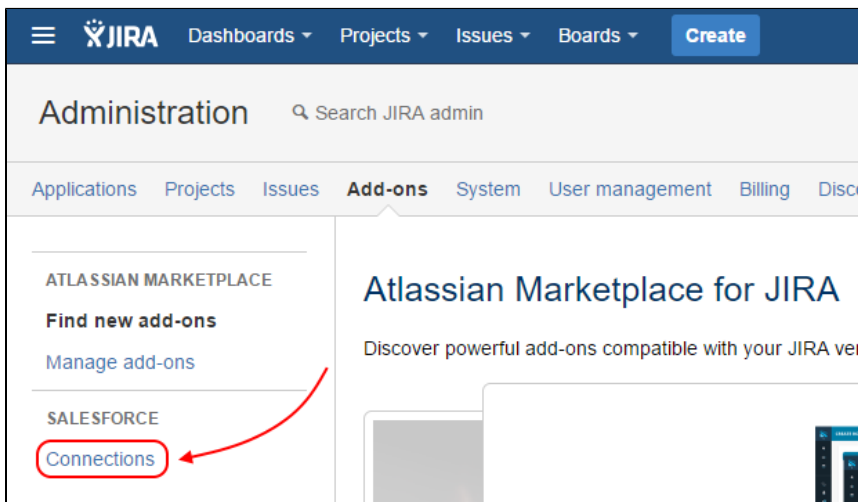 JIRA Dashboards Projects Issues Boards Create
Administration Search JIRA admin
Applications Projects Issues Add-ons System User management Billing Disc
ATLASSIAN MARKETPLACE
Find new add-ons
Manage add-ons
SALESFORCE
Connections
Atlassian Marketplace for JIRA
Discover powerful add-ons compatible with your JIRA ver